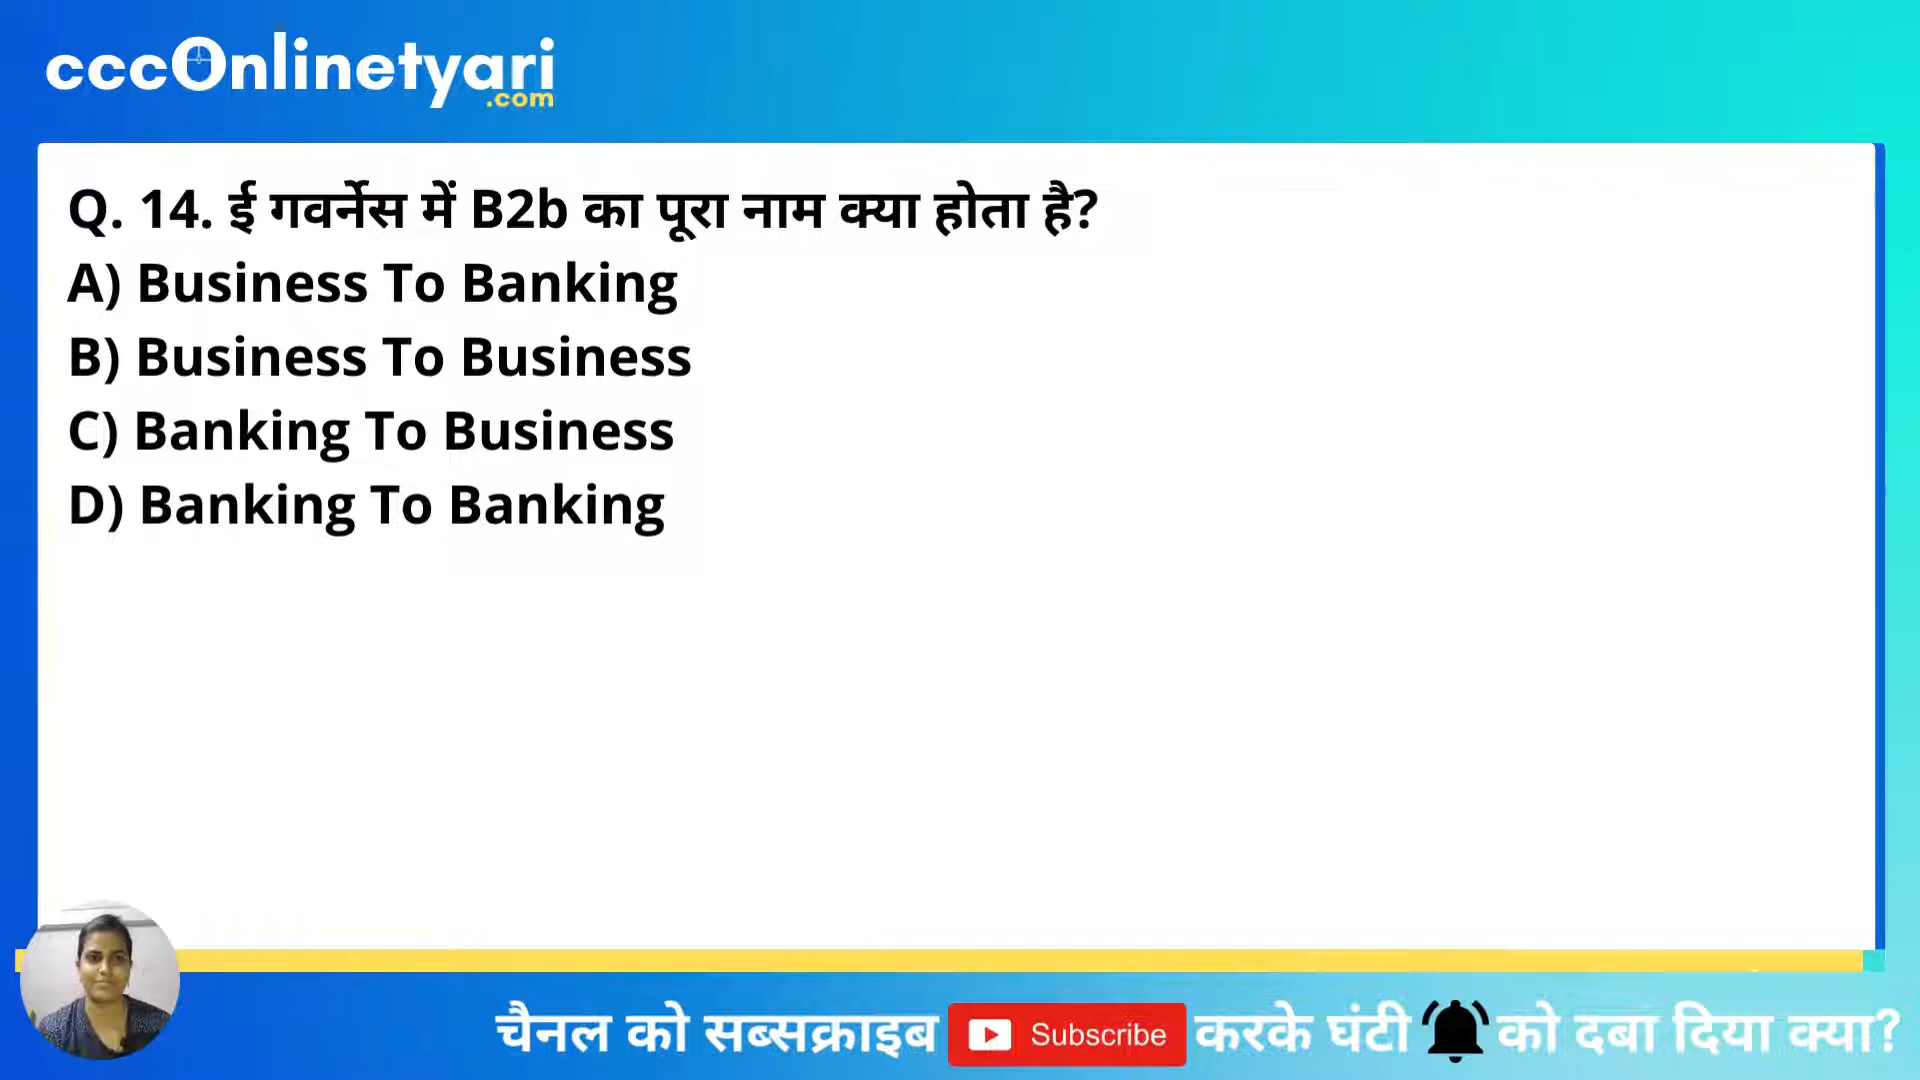 cccOnlinetyari
.com
Q. 14. ई गवर्नेस में B2b का पूरा नाम क्या होता है?
A) Business To Banking
B) Business To Business
C) Banking To Business
D) Banking To Banking
चैनल को सब्सक्राइब Subscribe करके घंटी को दबा दिया क्या?